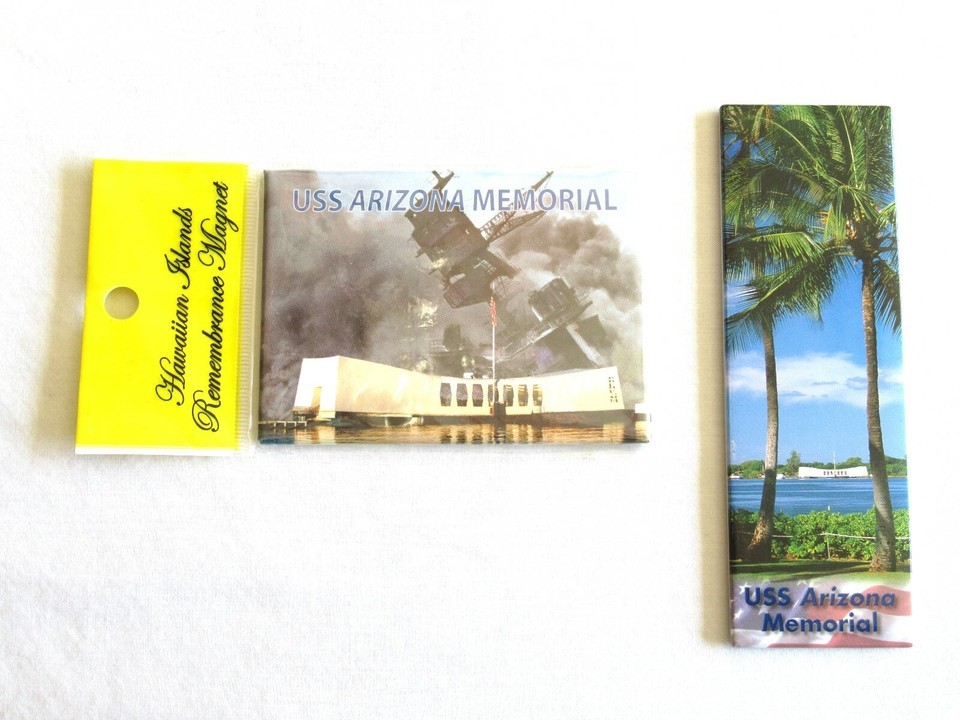 Hawaiian Islands
Remembrance Magnet
USS ARIZONA MEMORIAL
USS Arizona
Memorial